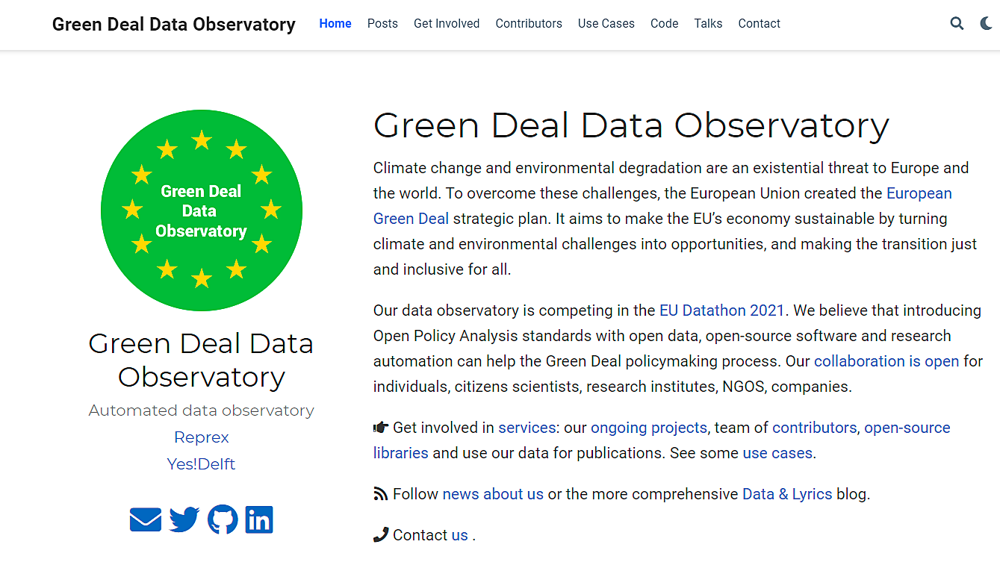 Green Deal Data Observatory
Home Posts Get Involved Contributors Use Cases Code Talks Contact
Green Deal
Data
Observatory
Green Deal Data
Observatory
Automated data observatory
Reprex
Yes!Delft
Green Deal Data Observatory
Climate change and environmental degradation are an existential threat to Europe and
the world. To overcome these challenges, the European Union created the European
Green Deal strategic plan. It aims to make the EU’s economy sustainable by turning
climate and environmental challenges into opportunities, and making the transition just
and inclusive for all.
Our data observatory is competing in the EU Datathon 2021. We believe that introducing
Open Policy Analysis standards with open data, open-source software and research
automation can help the Green Deal policymaking process. Our collaboration is open for
individuals, citizens scientists, research institutes, NGOS, companies.
Get involved in services: our ongoing projects, team of contributors, open-source
libraries and use our data for publications. See some use cases.
Follow news about us or the more comprehensive Data & Lyrics blog.
Contact us .